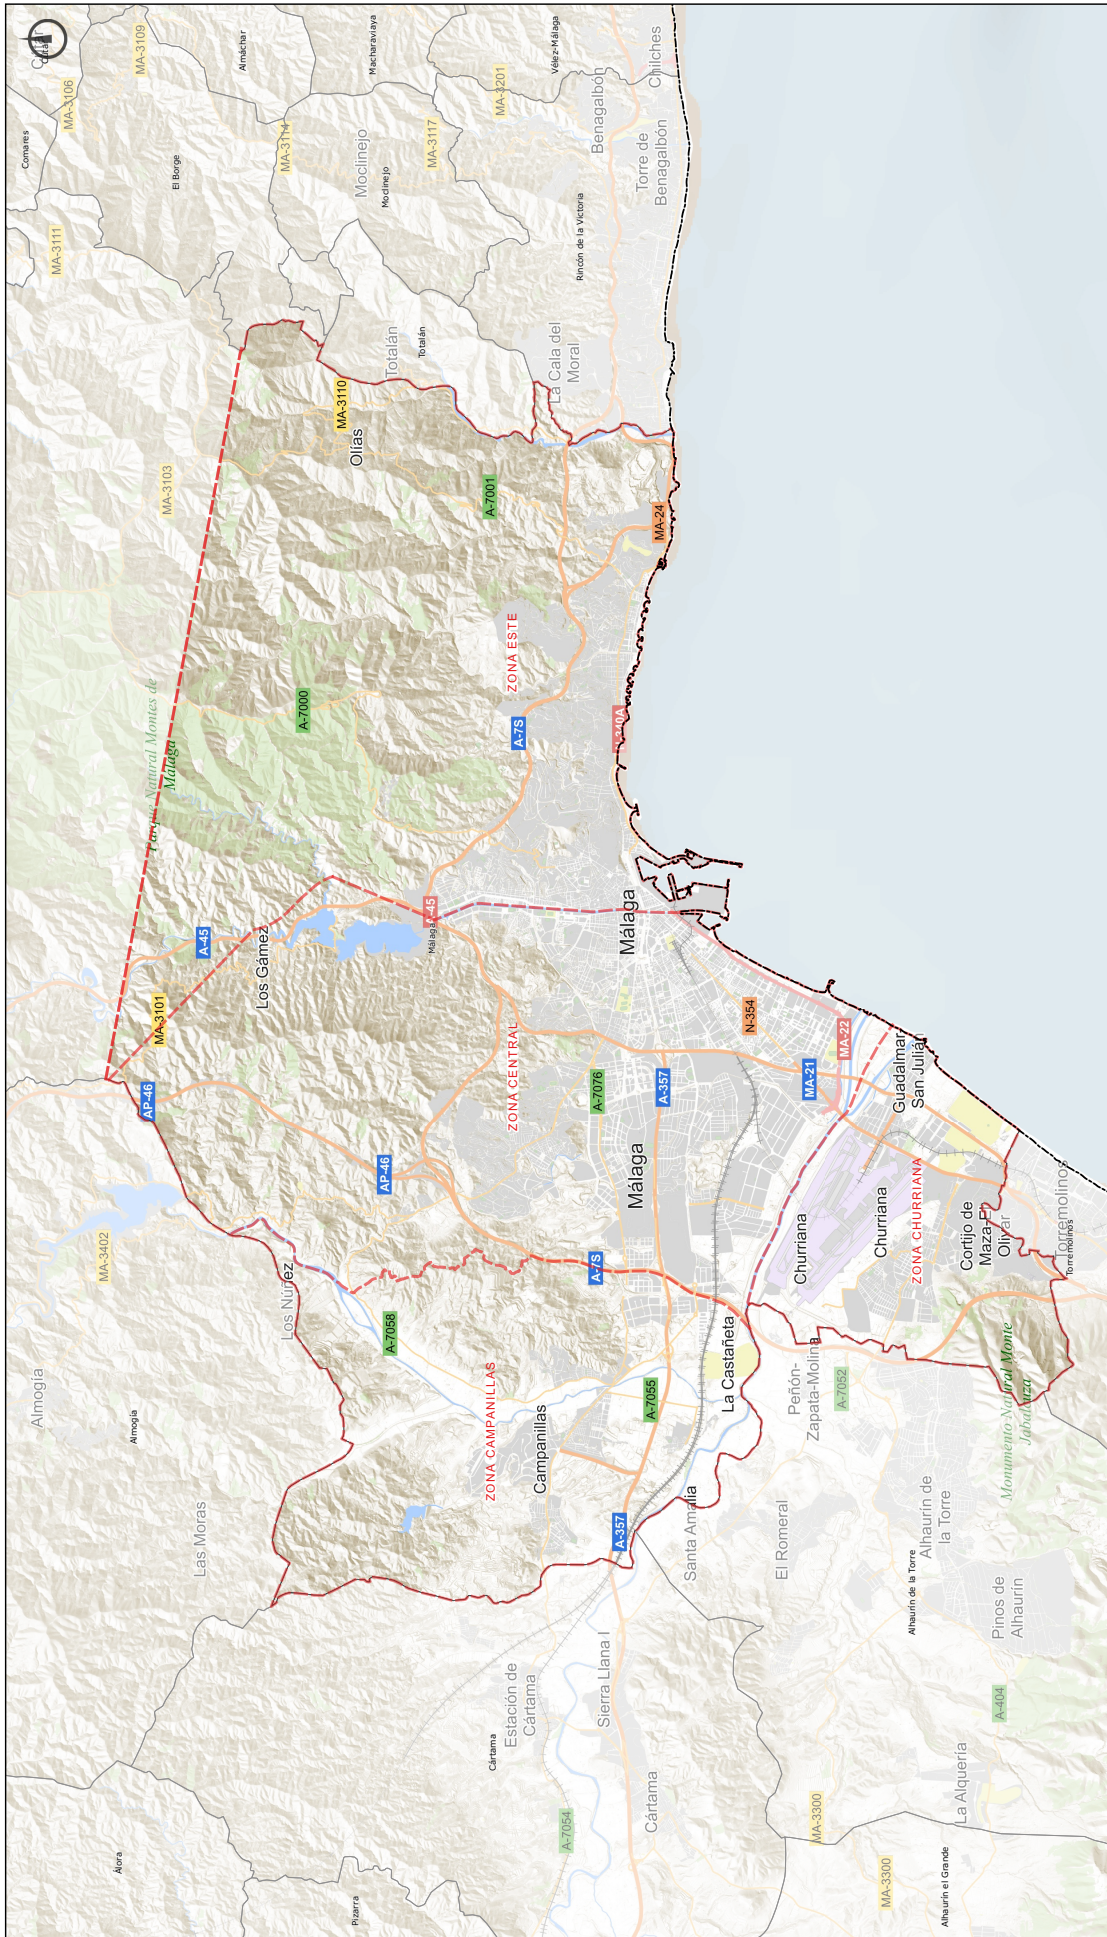 Álora
Almogía
Almogía
MA-3402
Las Moras
Comares
Cútar
Cútar
MA-3111
MA-3106
MA-3109
AP-46
MA-3101
A-45
Parque Natural Montes de
Málaga
MA-3103
El Borge
Almáchar
Los Núñez
Los Gámez
A-7000
MA-3114
Pizarra
A-7058
AP-46
Olías
MA-3110
Totalán
Totalán
Moclinejo
Moclinejo
Macharaviaya
MA-3117
Málaga
A-45
Cártama
Estación de
Cártama
ZONA CAMPANILLAS
Campanillas
ZONA CENTRAL
ZONA ESTE
A-7S
A-7001
MA-3201
Vélez-Málaga
A-7054
A-7S
A-7076
La Cala del
Moral
Rincón de la Victoria
Benagalbón
Sierra Llana I
Cártama
A-357
A-7055
Málaga
A-357
Málaga
-340A
MA-24
Torre de
Benagalbón
Chilches
Santa Amalia
La Castañeta
N-354
El Romeral
Peñón-
Zapata-Molina
Churriana
MA-21
MA-22
MA-3300
A-7052
Churriana
MA-3300
Alhaurín de la Torre
Alhaurín de
la Torre
ZONA CHURRIANA
Guadalmar
San Julián
Alhaurín el Grande
La Alquería
A-404
Pinos de
Alhaurín
Monumento Natural Monte
Jabalcuza
Cortijo de
Maza-El
Olivar
Torremolinos
Torremolinos